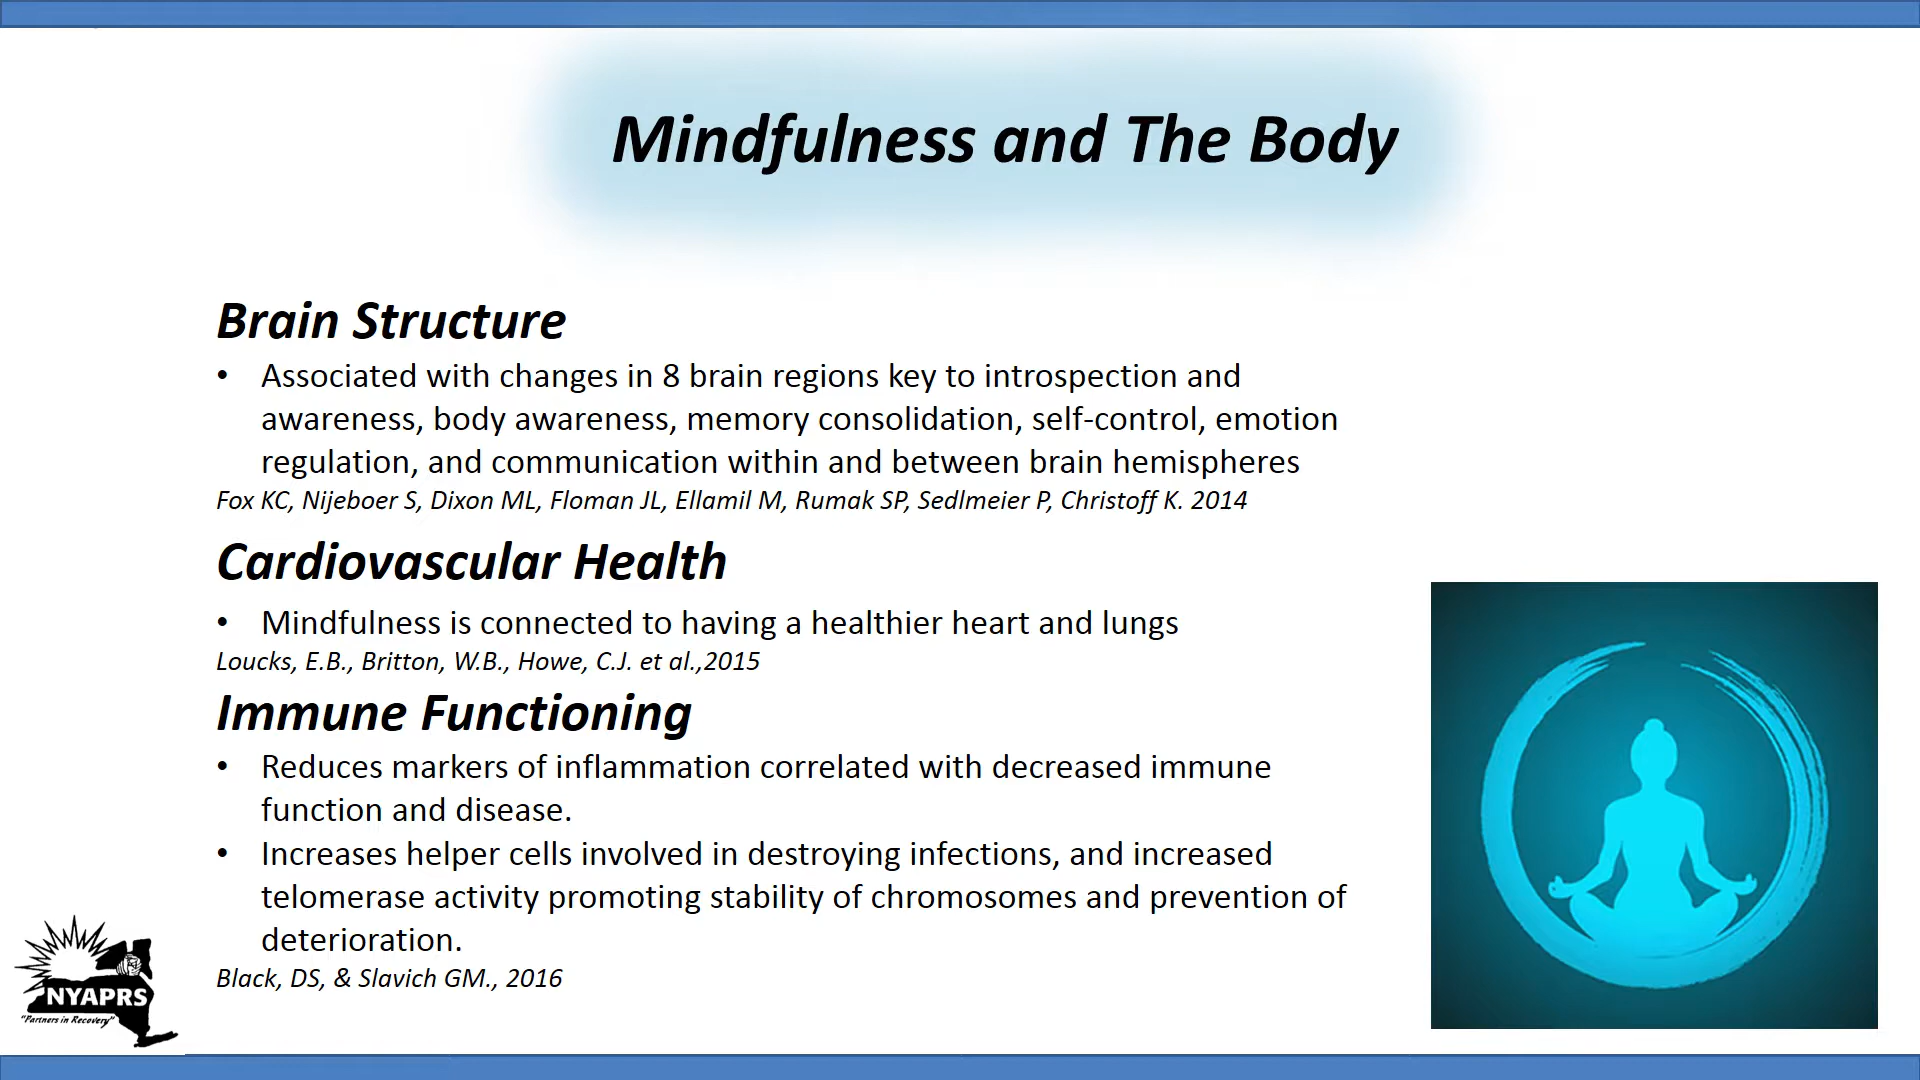 Mindfulness and The Body
Brain Structure
• Associated with changes in 8 brain regions key to introspection and
awareness, body awareness, memory consolidation, self-control, emotion
regulation, and communication within and between brain hemispheres
Fox KC, Nijeboer S, Dixon ML, Floman JL, Ellamil M, Rumak SP, Sedlmeier P, Christoff K. 2014
Cardiovascular Health
• Mindfulness is connected to having a healthier heart and lungs
Loucks, E.B., Britton, W.B., Howe, C.J. et al.,2015
Immune Functioning
• Reduces markers of inflammation correlated with decreased immune
function and disease.
• Increases helper cells involved in destroying infections, and increased
telomerase activity promoting stability of chromosomes and prevention of
deterioration.
Black, DS, & Slavich GM., 2016
NYAPRS
"Partners in Recovery"